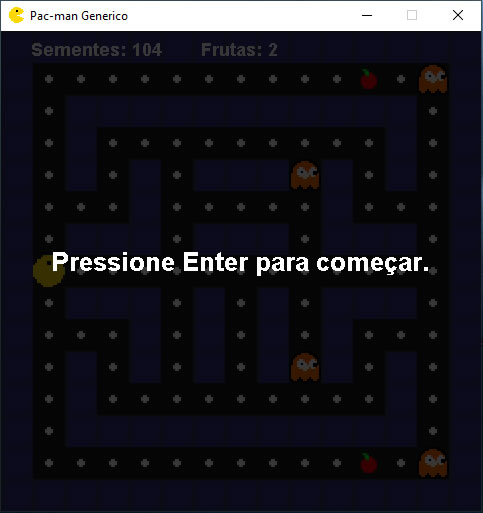 Pac-man Generico
Sementes: 104 Frutas: 2
Pressione Enter para começar.